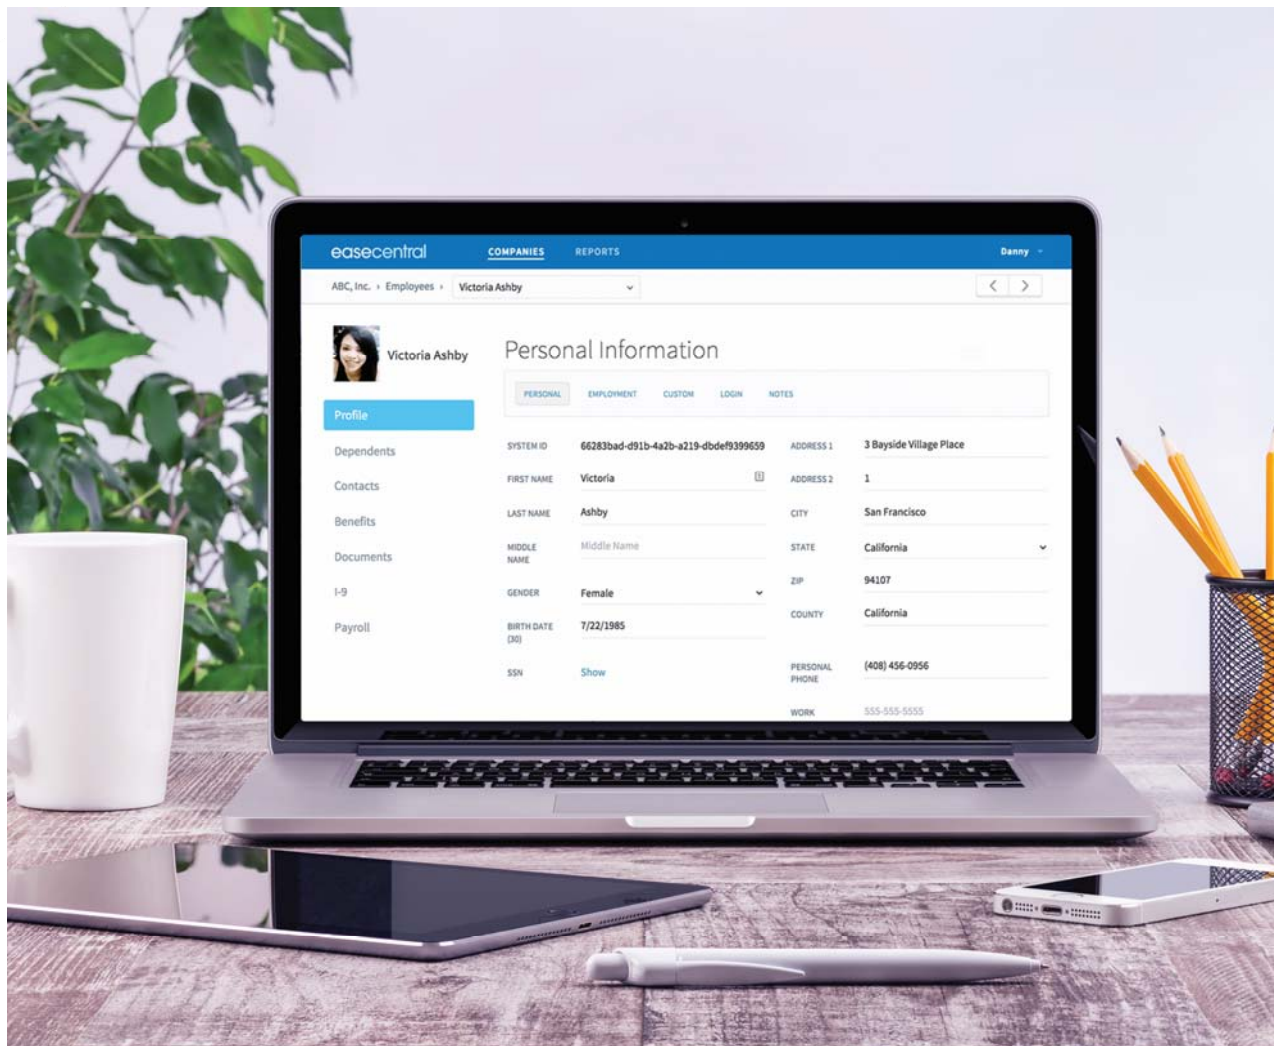 easecentral COMPANIES REPORTS Danny
ABC, Inc. › Employees › Victoria Ashby
Victoria Ashby
Personal Information
PERSONAL EMPLOYMENT CUSTOM LOGIN NOTES
Profile
Dependents
Contacts
Benefits
Documents
I-9
Payroll
SYSTEM ID 66283bad-d91b-4a2b-a219-dbdef9399659
FIRST NAME Victoria
LAST NAME Ashby
MIDDLE NAME Middle Name
GENDER Female
BIRTH DATE (30) 7/22/1985
SSN Show
ADDRESS 1 3 Bayside Village Place
ADDRESS 2 1
CITY San Francisco
STATE California
ZIP 94107
COUNTY California
PERSONAL PHONE (408) 456-0956
WORK 555-555-5555